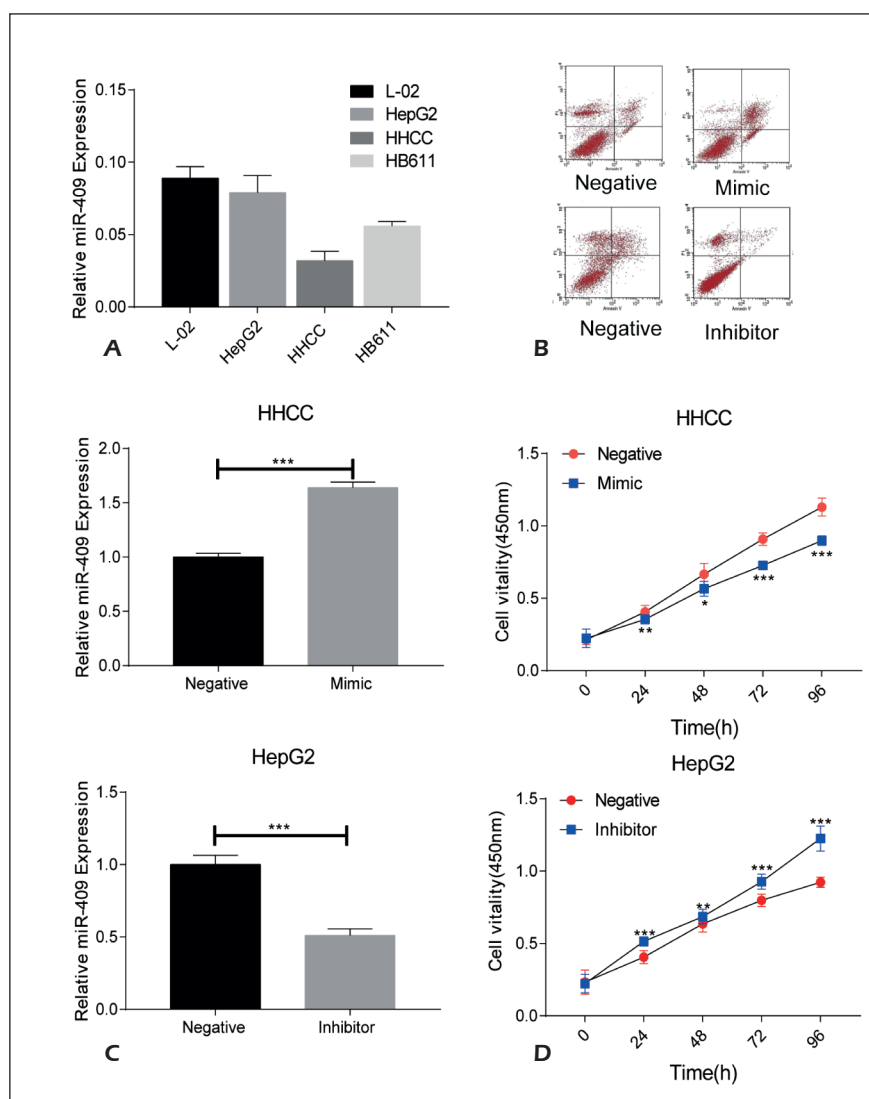 0.15
0.10
0.05
0.00
Relative miR-409 Expression
L-02
HepG2
HHCC
HB611
L-02
HepG2
HHCC
HB611
A
Annexin V
Negative
Annexin V
Mimic
Annexin V
Negative
Annexin V
Inhibitor
B
HHCC
2.0
1.5
1.0
0.5
0.0
Relative miR-409 Expression
***
Negative
Mimic
HepG2
1.5
1.0
0.5
0.0
Relative miR-409 Expression
***
Negative
Inhibitor
C
HHCC
1.5
1.0
0.5
0.0
Cell vitality(450nm)
Negative
Mimic
**
*
***
***
0
24
48
72
96
Time(h)
HepG2
1.5
1.0
0.5
0.0
Cell vitality(450nm)
Negative
Inhibitor
***
**
***
***
0
24
48
72
96
Time(h)
D